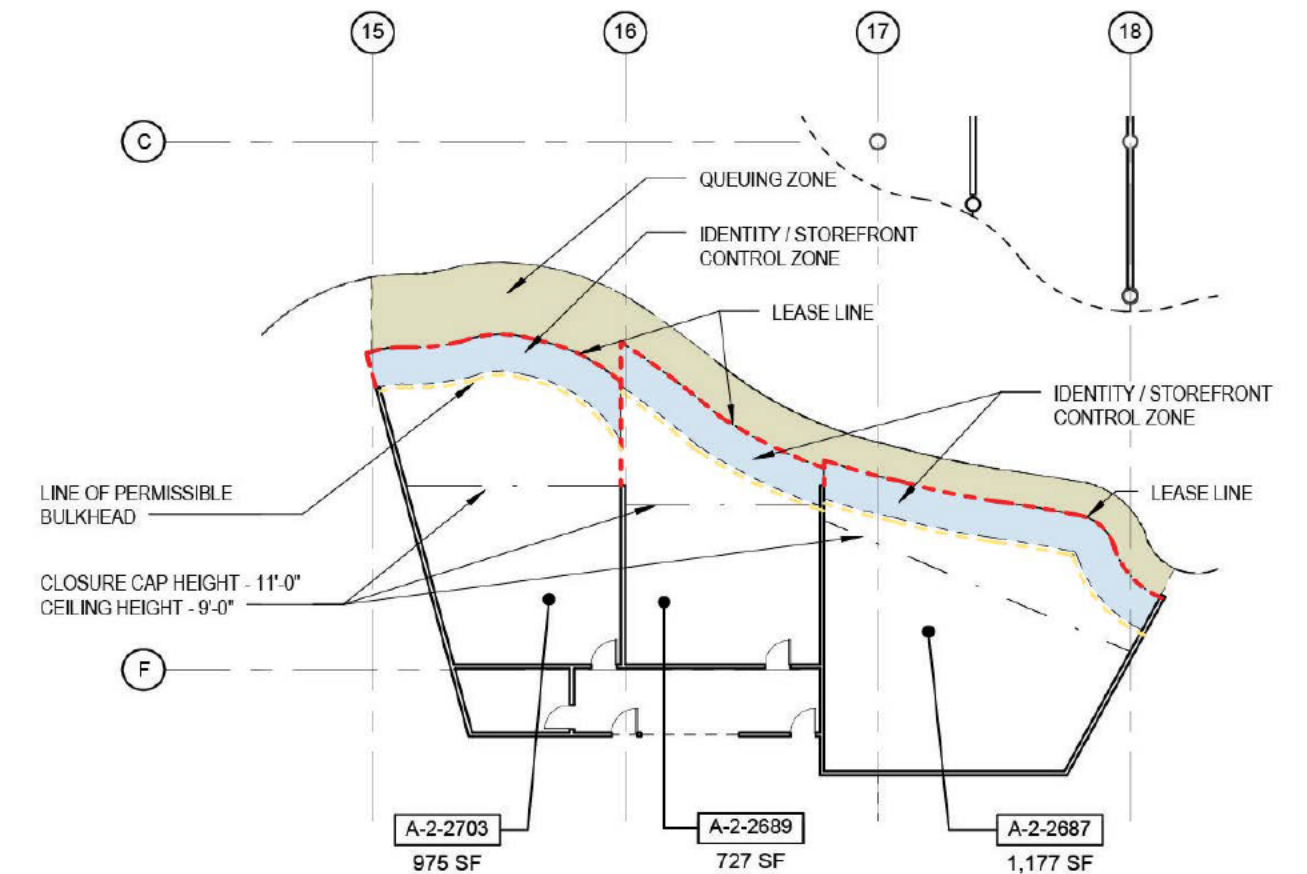 15
16
17
18
C
QUEUING ZONE
IDENTITY / STOREFRONT
CONTROL ZONE
LEASE LINE
IDENTITY / STOREFRONT
CONTROL ZONE
LINE OF PERMISSIBLE
BULKHEAD
LEASE LINE
CLOSURE CAP HEIGHT - 11'-0"
CEILING HEIGHT - 9'-0"
F
A-2-2703
975 SF
A-2-2689
727 SF
A-2-2687
1,177 SF